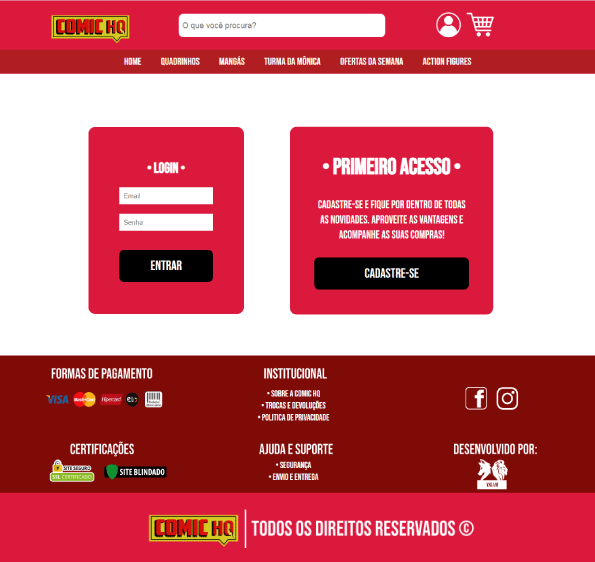 COMIC HQ
O que você procura?
HOME QUADRINHOS MANGÁS TURMA DA MÔNICA OFERTAS DA SEMANA ACTION FIGURES
• LOGIN •
Email
Senha
ENTRAR
• PRIMEIRO ACESSO •
CADASTRE-SE E FIQUE POR DENTRO DE TODAS
AS NOVIDADES. APROVEITE AS VANTAGENS E
ACOMPANHE AS SUAS COMPRAS!
CADASTRE-SE
FORMAS DE PAGAMENTO
VISA MasterCard Hipercard elo
INSTITUCIONAL
• SOBRE A COMIC HQ
• TROCAS E DEVOLUÇÕES
• POLITICA DE PRIVACIDADE
CERTIFICAÇÕES
SITE SEGURO
SSL CERTIFICADO
SITE BLINDADO
AJUDA E SUPORTE
• SEGURANÇA
• ENVIO E ENTREGA
DESENVOLVIDO POR:
COMIC HQ
TODOS OS DIREITOS RESERVADOS ©